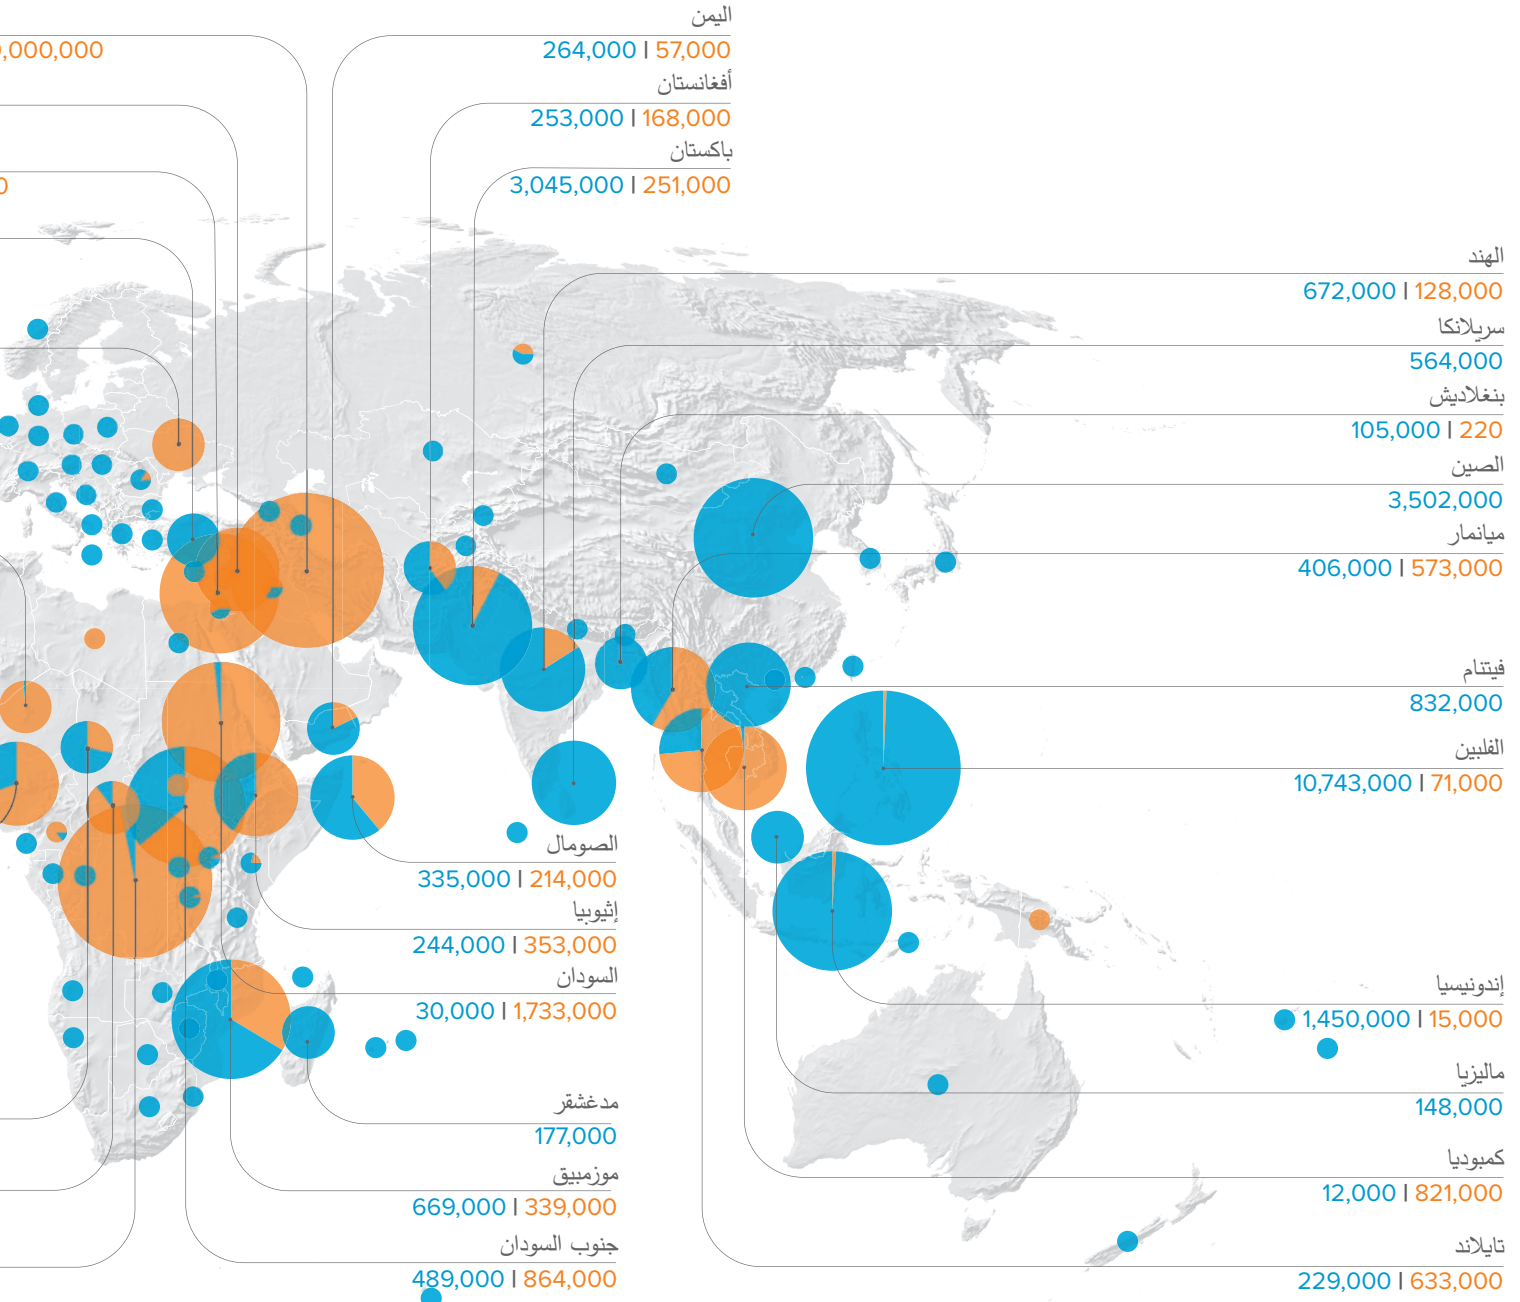 اليمن
264,000 | 57,000
,000,000
أفغانستان
253,000 | 168,000
باكستان
3,045,000 | 251,000
الهند
672,000 | 128,000
سريلانكا
564,000
بنغلاديش
105,000 | 220
الصين
3,502,000
ميانمار
406,000 | 573,000
فيتنام
832,000
الفلبين
10,743,000 | 71,000
الصومال
335,000 | 214,000
إثيوبيا
244,000 | 353,000
السودان
30,000 | 1,733,000
إندونيسيا
1,450,000 | 15,000
ماليزيا
148,000
مدغشقر
177,000
كمبوديا
12,000 | 821,000
موزمبيق
669,000 | 339,000
جنوب السودان
489,000 | 864,000
تايلاند
229,000 | 633,000